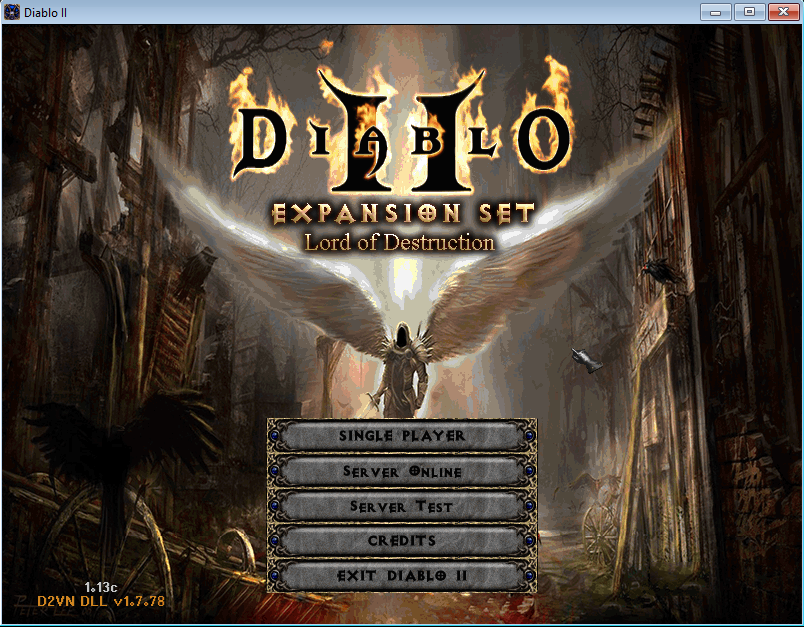 Diablo II
DIABLO
II
EXPANSION SET
Lord of Destruction
SINGLE PLAYER
SERVER ONLINE
SERVER TEST
CREDITS
EXIT DIABLO II
1.13c
D2VN DLL v1.7.78